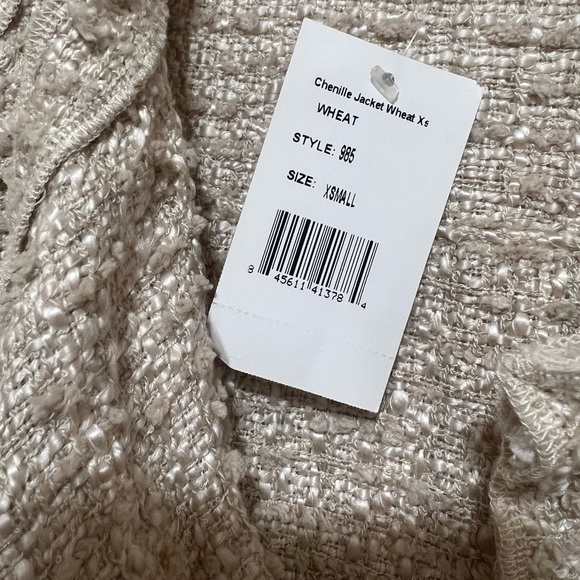 Chenille Jacket Wheat Xs
WHEAT
STYLE: 985
SIZE: XSMALL
8 45611 41378 4